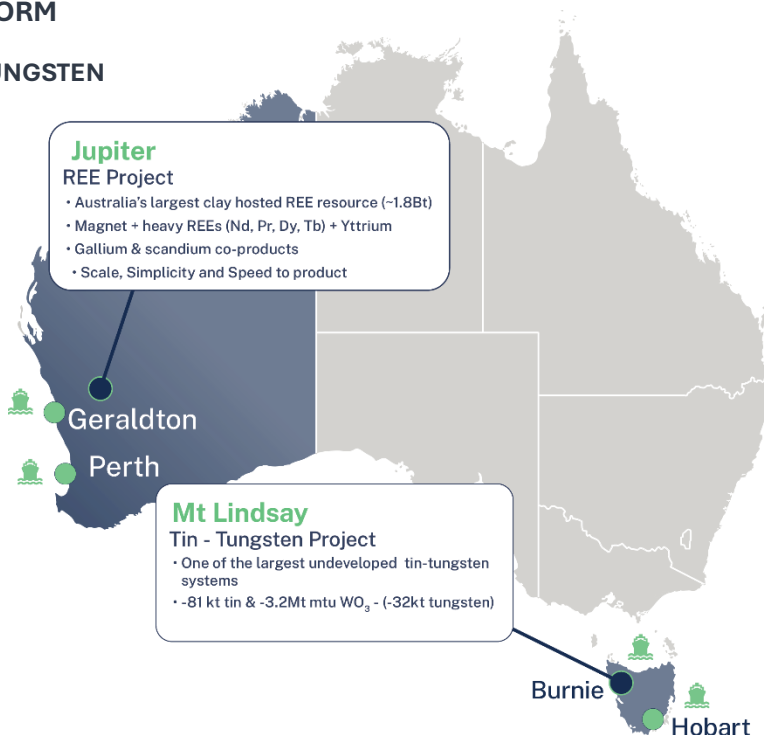 ORM
UNGSTEN
Jupiter
REE Project
• Australia's largest clay hosted REE resource (~1.8Bt)
• Magnet + heavy REEs (Nd, Pr, Dy, Tb) + Yttrium
• Gallium & scandium co-products
• Scale, Simplicity and Speed to product
Geraldton
Perth
Mt Lindsay
Tin - Tungsten Project
• One of the largest undeveloped tin-tungsten
systems
• -81 kt tin & -3.2Mt mtu WO₃ - (-32kt tungsten)
Burnie
Hobart